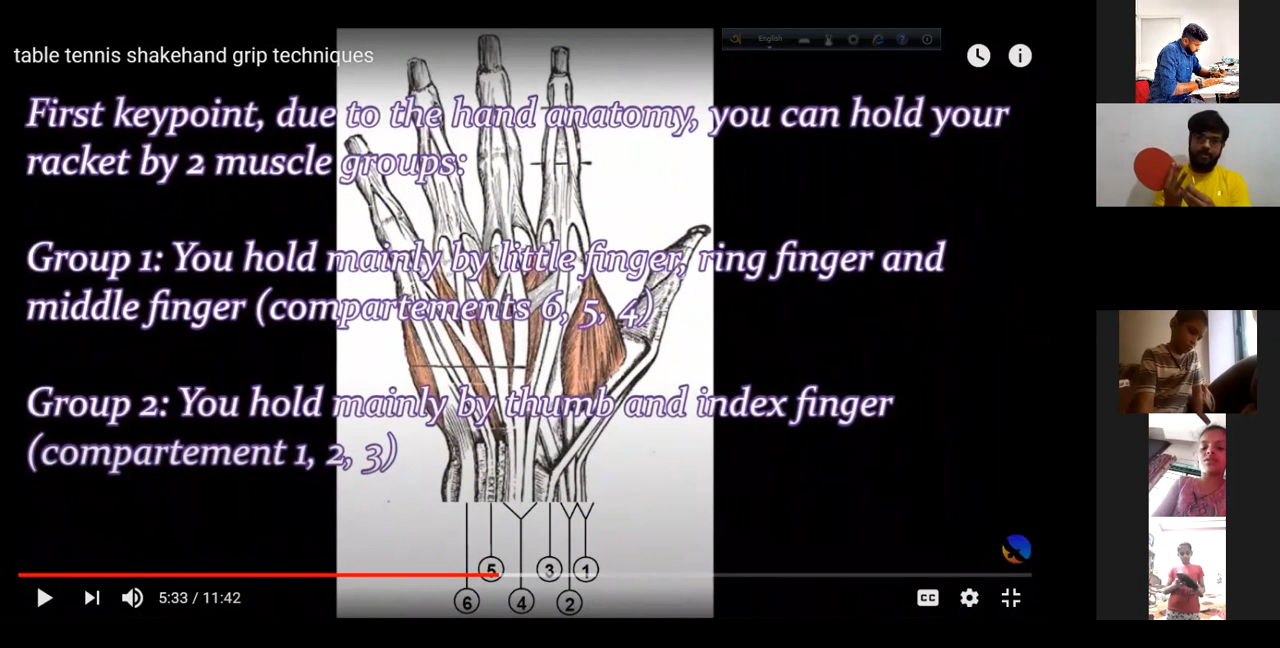 English
table tennis shakehand grip techniques
First keypoint, due to the hand anatomy, you can hold your
racket by 2 muscle groups:
Group 1: You hold mainly by little finger, ring finger and
middle finger (compartements 6, 5, 4)
Group 2: You hold mainly by thumb and index finger
(compartement 1, 2, 3)
5 3 1
6 4 2
5:33 / 11:42
CC